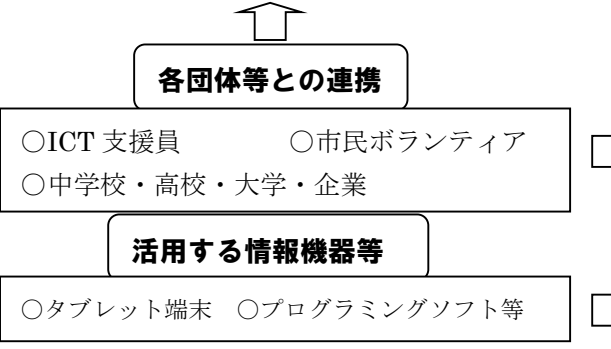 各団体等との連携
○ICT 支援員　　○市民ボランティア
○中学校・高校・大学・企業
活用する情報機器等
○タブレット端末　○プログラミングソフト等